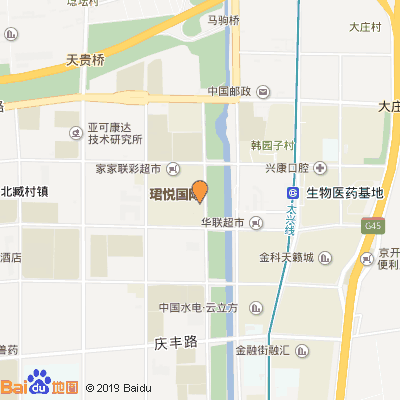 马驹桥
大庄村
天贵桥
中国邮政
大庄
亚可康达
技术研究所
韩园子村
家家联彩超市
兴康口腔
北臧村镇
珺悦国际
生物医药基地
大兴线
华联超市
G45
酒店
金科天籁城
京开
便利
中国水电·云立方
庆丰路
兽药
金融街融汇
Bai du 地图
© 2019 Baidu